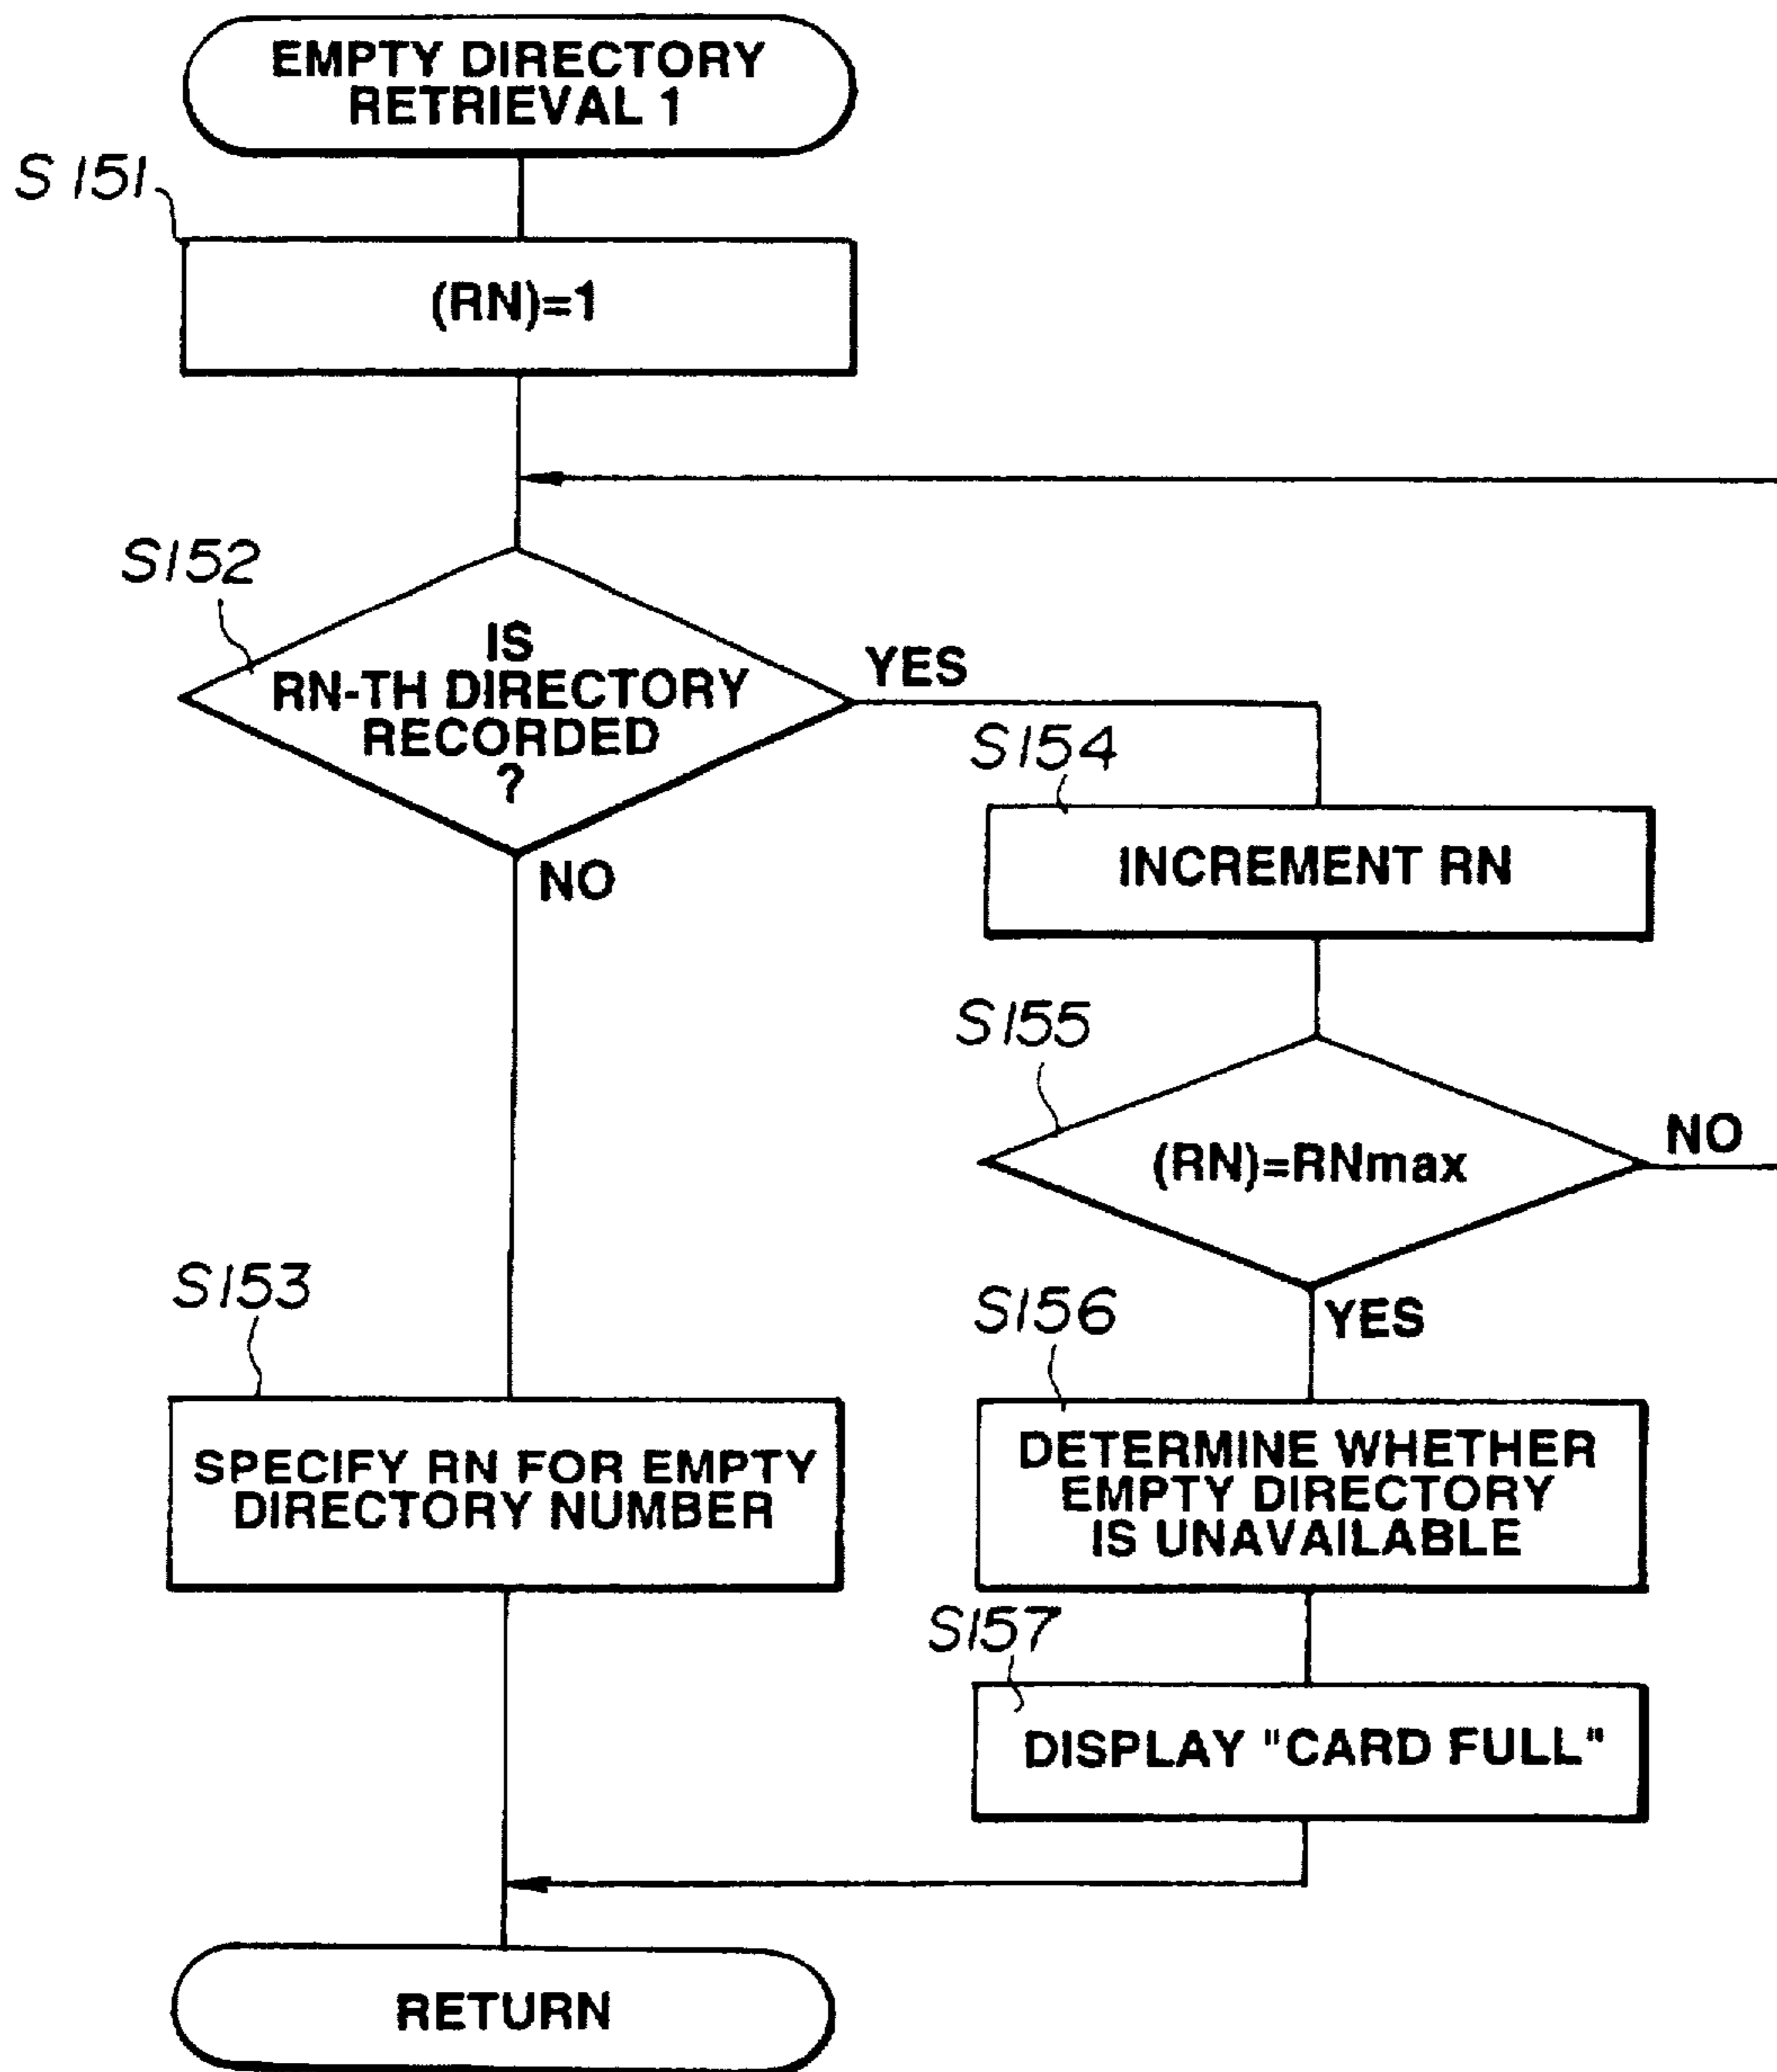 EMPTY DIRECTORY
RETRIEVAL 1
S151
(RN)=1
S152
IS
RN-TH DIRECTORY
RECORDED
?
YES
NO
S154
INCREMENT RN
S155
(RN)=RNmax
NO
YES
S153
SPECIFY RN FOR EMPTY
DIRECTORY NUMBER
S156
DETERMINE WHETHER
EMPTY DIRECTORY
IS UNAVAILABLE
S157
DISPLAY "CARD FULL"
RETURN